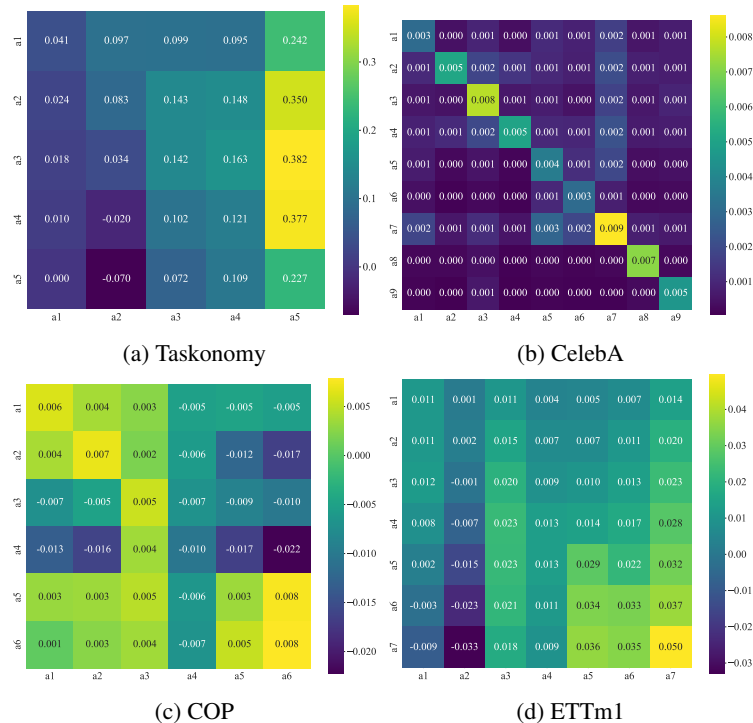 a1 0.041 0.097 0.099 0.095 0.242
a2 0.024 0.083 0.143 0.148 0.350
a3 0.018 0.034 0.142 0.163 0.382
a4 0.010 -0.020 0.102 0.121 0.377
a5 0.000 -0.070 0.072 0.109 0.227
a1 a2 a3 a4 a5
0.3
0.2
0.1
0.0
(a) Taskonomy
a1 0.003 0.000 0.001 0.000 0.001 0.001 0.002 0.001 0.001
a2 0.001 0.005 0.002 0.001 0.001 0.000 0.002 0.001 0.001
a3 0.001 0.000 0.008 0.001 0.001 0.000 0.002 0.001 0.001
a4 0.001 0.001 0.002 0.005 0.001 0.001 0.002 0.001 0.001
a5 0.001 0.000 0.001 0.000 0.004 0.001 0.002 0.001 0.000
a6 0.000 0.000 0.000 0.000 0.001 0.003 0.001 0.000 0.000
a7 0.002 0.001 0.001 0.001 0.003 0.002 0.009 0.001 0.001
a8 0.000 0.000 0.000 0.000 0.000 0.000 0.000 0.007 0.000
a9 0.000 0.000 0.001 0.000 0.000 0.000 0.000 0.000 0.005
a1 a2 a3 a4 a5 a6 a7 a8 a9
0.008
0.007
0.006
0.005
0.004
0.003
0.002
0.001
(b) CelebA
a1 0.006 0.004 0.003 -0.005 -0.005 -0.005
a2 0.004 0.007 0.002 -0.006 -0.012 -0.017
a3 -0.007 -0.005 0.005 -0.007 -0.009 -0.010
a4 -0.013 -0.016 0.004 -0.010 -0.017 -0.022
a5 0.003 0.003 0.005 -0.006 0.003 0.008
a6 0.001 0.003 0.004 -0.007 0.005 0.008
a1 a2 a3 a4 a5 a6
0.005
0.000
−0.005
−0.010
−0.015
−0.020
(c) COP
a1 0.011 0.001 0.011 0.004 0.005 0.007 0.014
a2 0.011 0.002 0.015 0.007 0.007 0.011 0.020
a3 0.012 -0.001 0.020 0.009 0.010 0.013 0.023
a4 0.008 -0.007 0.023 0.013 0.014 0.017 0.028
a5 0.002 -0.015 0.023 0.013 0.029 0.022 0.032
a6 -0.003 -0.023 0.021 0.011 0.034 0.033 0.037
a7 -0.009 -0.033 0.018 0.009 0.036 0.035 0.050
a1 a2 a3 a4 a5 a6 a7
0.04
0.03
0.02
0.01
0.00
−0.01
−0.02
−0.03
(d) ETTm1